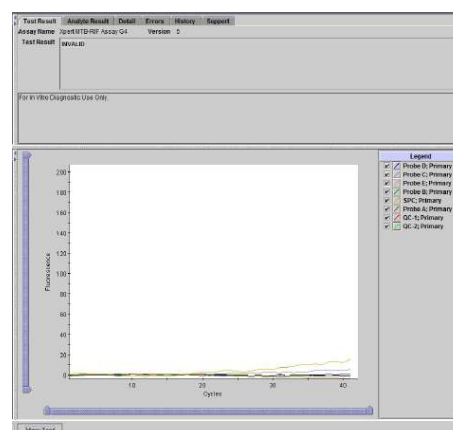 Test Result Analyte Result Detail Errors History Support
Assay Name Xpert MTB-RIF Assay G4 Version 5
Test Result INVALID
For In Vitro Diagnostic Use Only.
Legend
Probe D; Primary
Probe C; Primary
Probe E; Primary
Probe B; Primary
SPC; Primary
Probe A; Primary
QC-1; Primary
QC-2; Primary
200
180
160
140
120
100
80
60
40
20
0
Fluorescence
10 20 30 40
Cycles